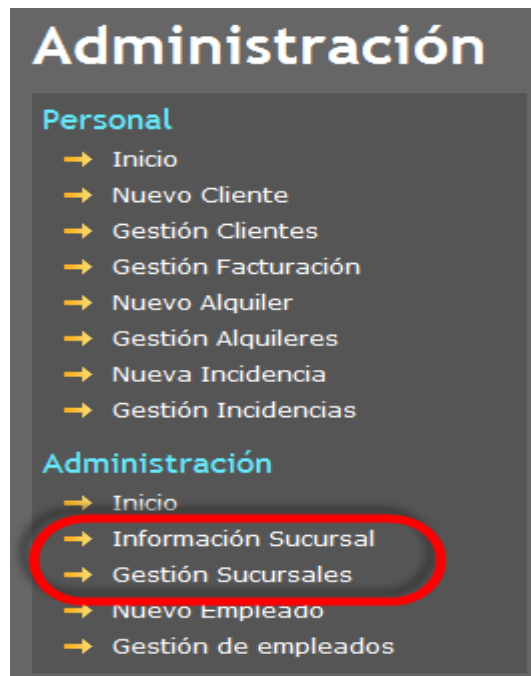 Administración
Personal
Inicio
Nuevo Cliente
Gestión Clientes
Gestión Facturación
Nuevo Alquiler
Gestión Alquileres
Nueva Incidencia
Gestión Incidencias
Administración
Inicio
Información Sucursal
Gestión Sucursales
Nuevo Empleado
Gestión de empleados